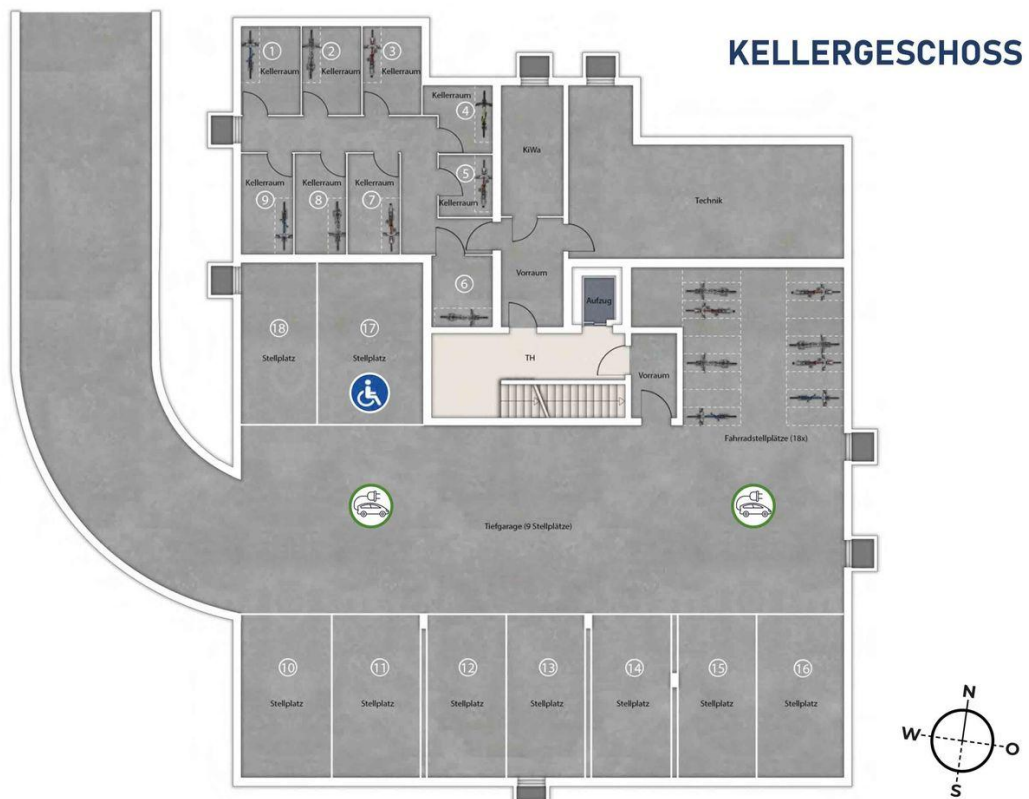 KELLERGESCHOSS
1
Kellerraum
2
Kellerraum
3
Kellerraum
Kellerraum
4
5
Kellerraum
Kellerraum
9
Kellerraum
8
Kellerraum
7
KiWa
Technik
Vorraum
6
Aufzug
18
Stellplatz
17
Stellplatz
TH
Vorraum
Fahrradstellplätze (18x)
Tiefgarage (9 Stellplätze)
10
Stellplatz
11
Stellplatz
12
Stellplatz
13
Stellplatz
14
Stellplatz
15
Stellplatz
16
Stellplatz
N
W
O
S